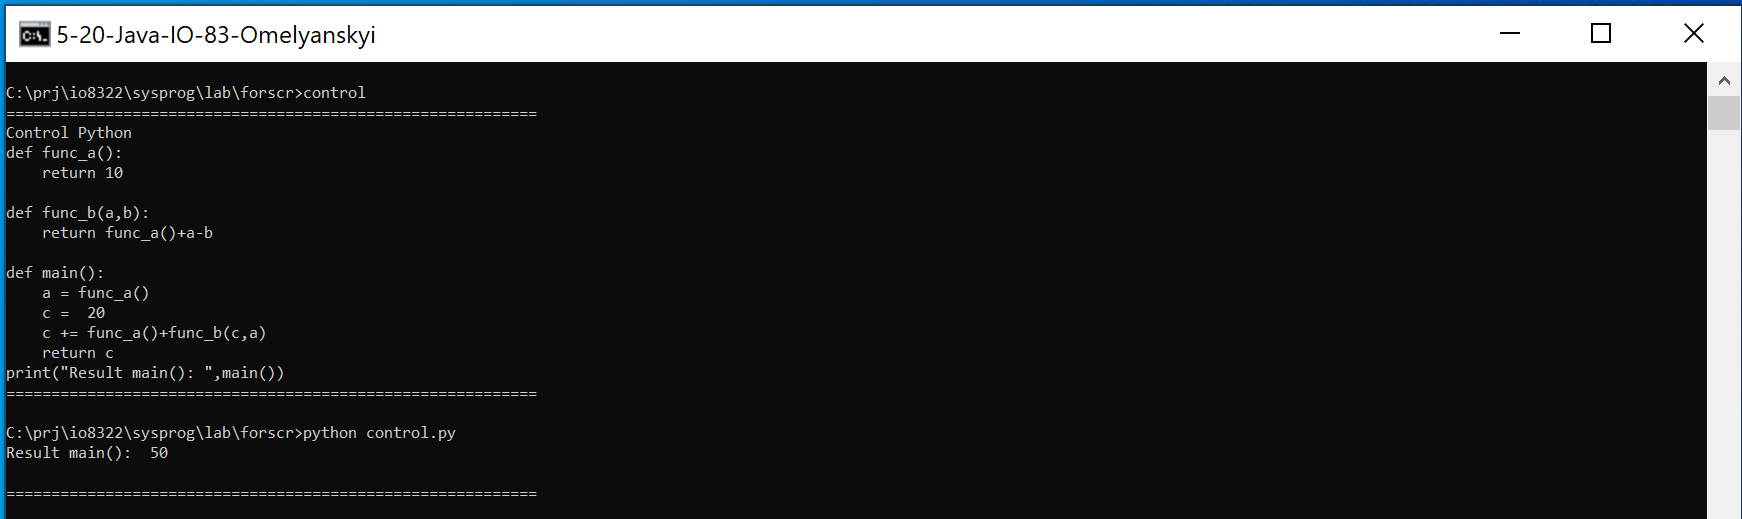 5-20-Java-IO-83-Omelyanskyi
C:\prj\io8322\sysprog\lab\forscr>control
===========================================================
Control Python
def func_a():
    return 10
def func_b(a,b):
    return func_a()+a-b
def main():
    a = func_a()
    c =  20
    c += func_a()+func_b(c,a)
    return c
print("Result main(): ",main())
===========================================================
C:\prj\io8322\sysprog\lab\forscr>python control.py
Result main():  50
===========================================================